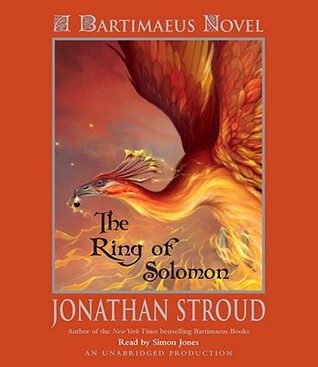 A BARTIMAEUS NOVEL
The
Ring of
Solomon
JONATHAN STROUD
Author of the New York Times bestselling Bartimaeus Books
Read by Simon Jones
AN UNABRIDGED PRODUCTION